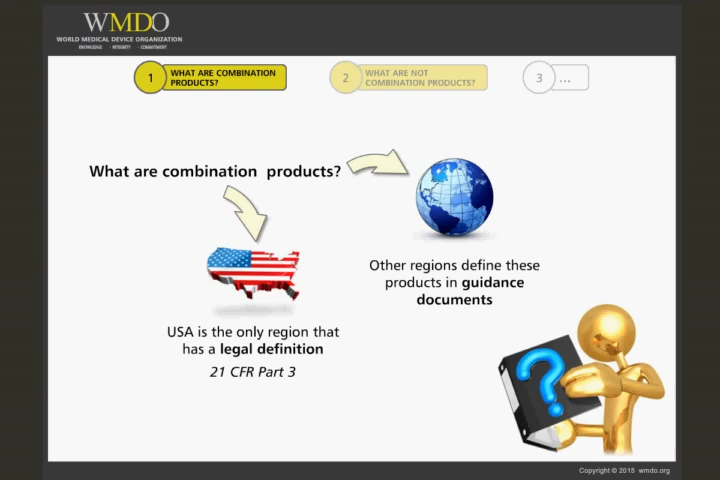 WMDO
WORLD MEDICAL DEVICE ORGANIZATION
KNOWLEDGE · INTEGRITY · COMMITMENT
1 WHAT ARE COMBINATION
PRODUCTS?
2 WHAT ARE NOT
COMBINATION PRODUCTS?
3 ...
What are combination products?
Other regions define these
products in guidance
documents
USA is the only region that
has a legal definition
21 CFR Part 3
?
Copyright © 2015 wmdo.org